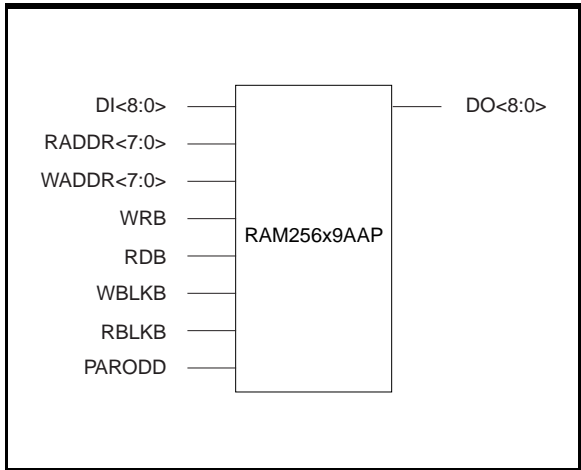 DI<8:0>
DO<8:0>
RADDR<7:0>
WADDR<7:0>
WRB
RAM256x9AAP
RDB
WBLKB
RBLKB
PARODD